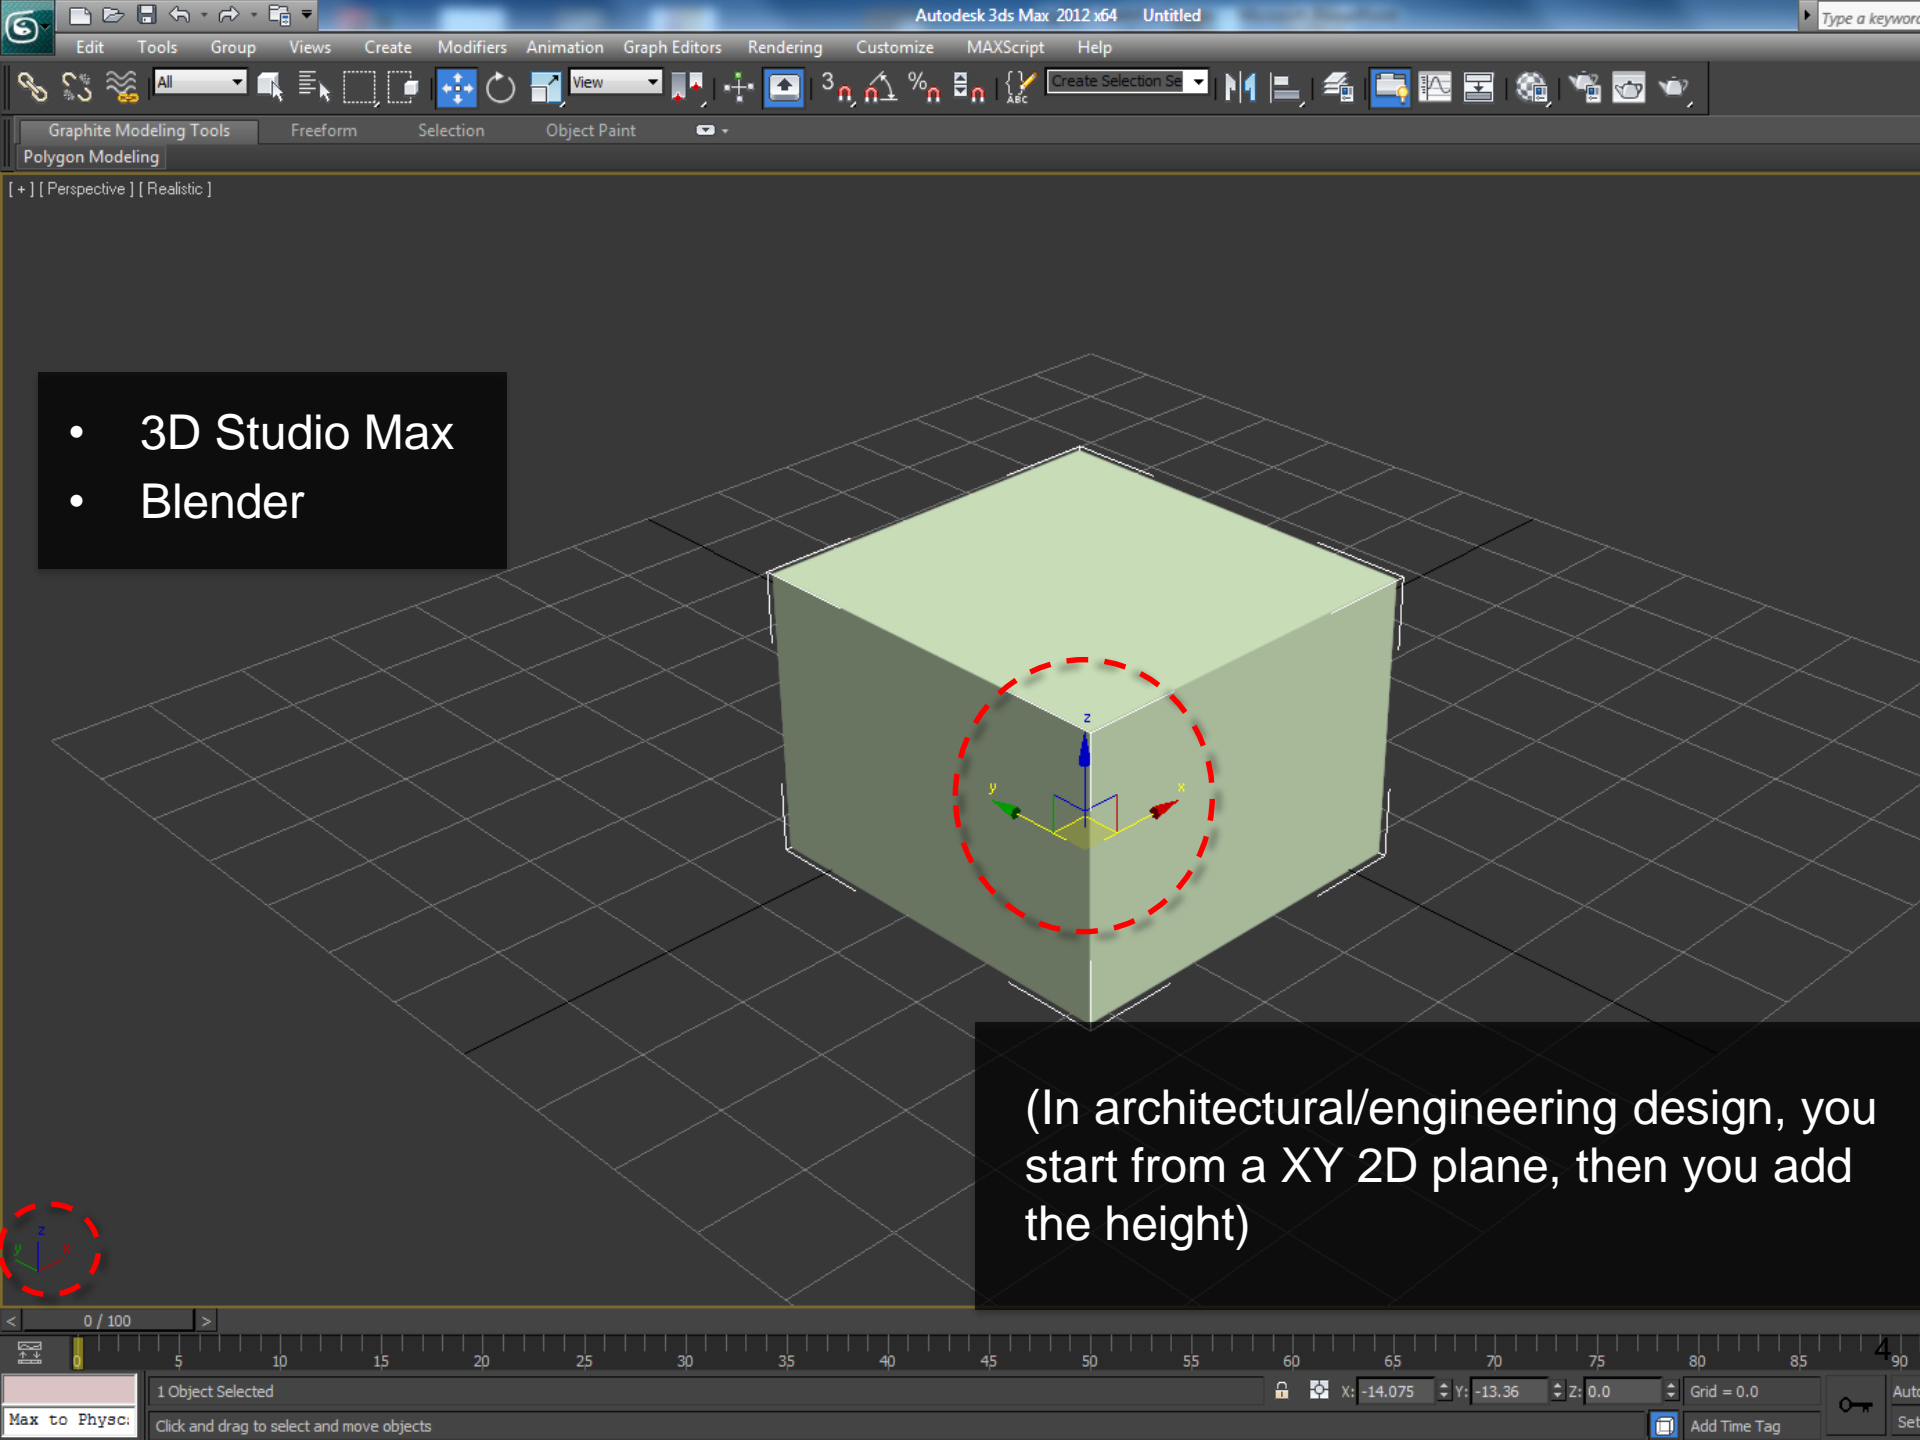 Autodesk 3ds Max 2012 x64 Untitled
Type a keyword
Edit Tools Group Views Create Modifiers Animation Graph Editors Rendering Customize MAXScript Help
All
View
3
%
ABC
Create Selection Se
Graphite Modeling Tools Freeform Selection Object Paint
Polygon Modeling
[ + ] [ Perspective ] [ Realistic ]
• 3D Studio Max
• Blender
z
y x
z
y x
(In architectural/engineering design, you
start from a XY 2D plane, then you add
the height)
< 0 / 100 >
0 5 10 15 20 25 30 35 40 45 50 55 60 65 70 75 80 85 90
4
1 Object Selected
X: -14.075 Y: -13.36 Z: 0.0 Grid = 0.0
Max to Physc:
Click and drag to select and move objects
Add Time Tag
Set